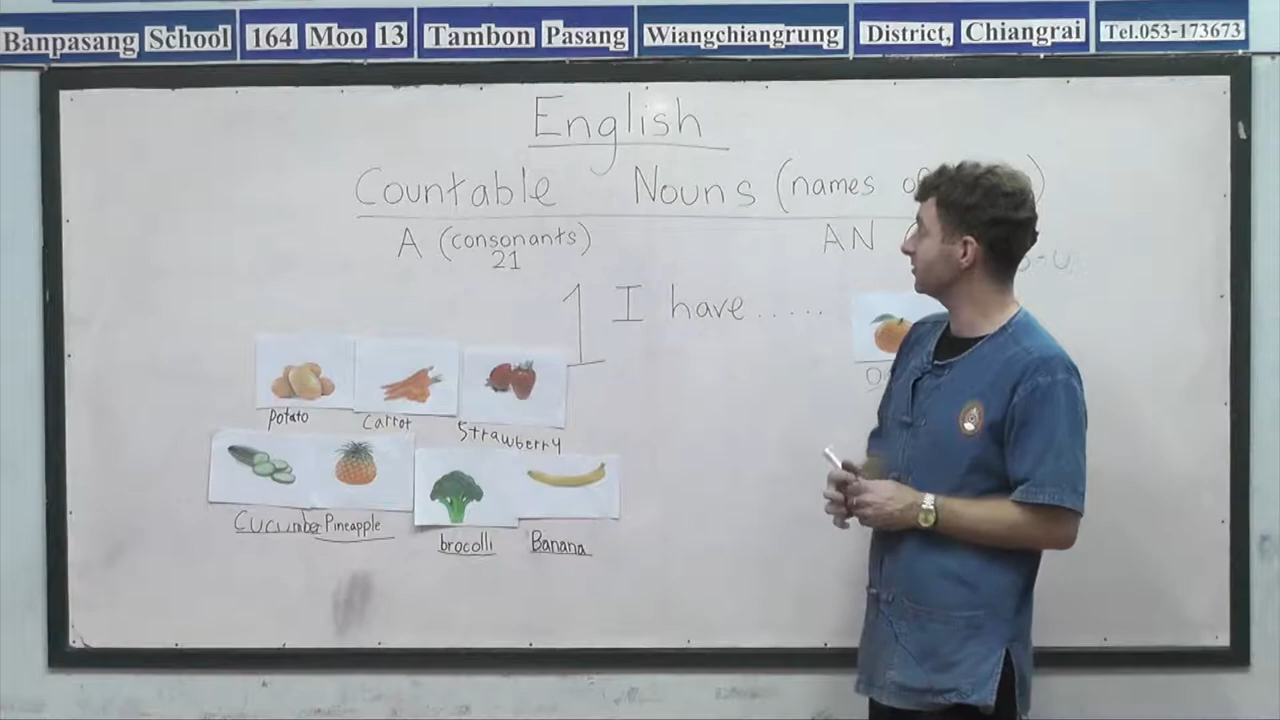 Banpasang School 164 Moo 13 Tambon Pasang Wiangchiangrung District, Chiangrai Tel.053-173673
English
Countable Nouns (names of )
A (consonants) AN (
21
1 I have.....
potato Carrot Strawberry
Cucumber Pineapple brocolli Banana